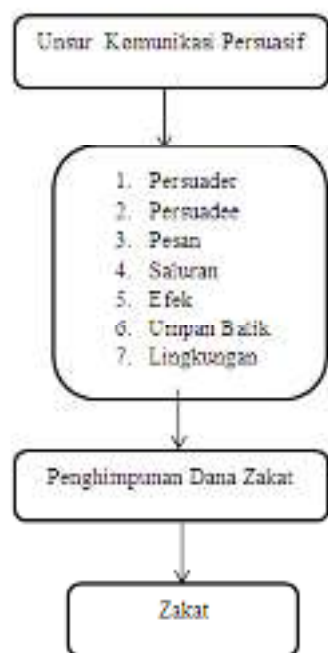 Unsur Komunikasi Persuasif
1. Persuader
2. Persuadee
3. Pesan
4. Saluran
5. Efek
6. Umpan Balik
7. Lingkungan
Penghimpunan Dana Zakat
Zakat